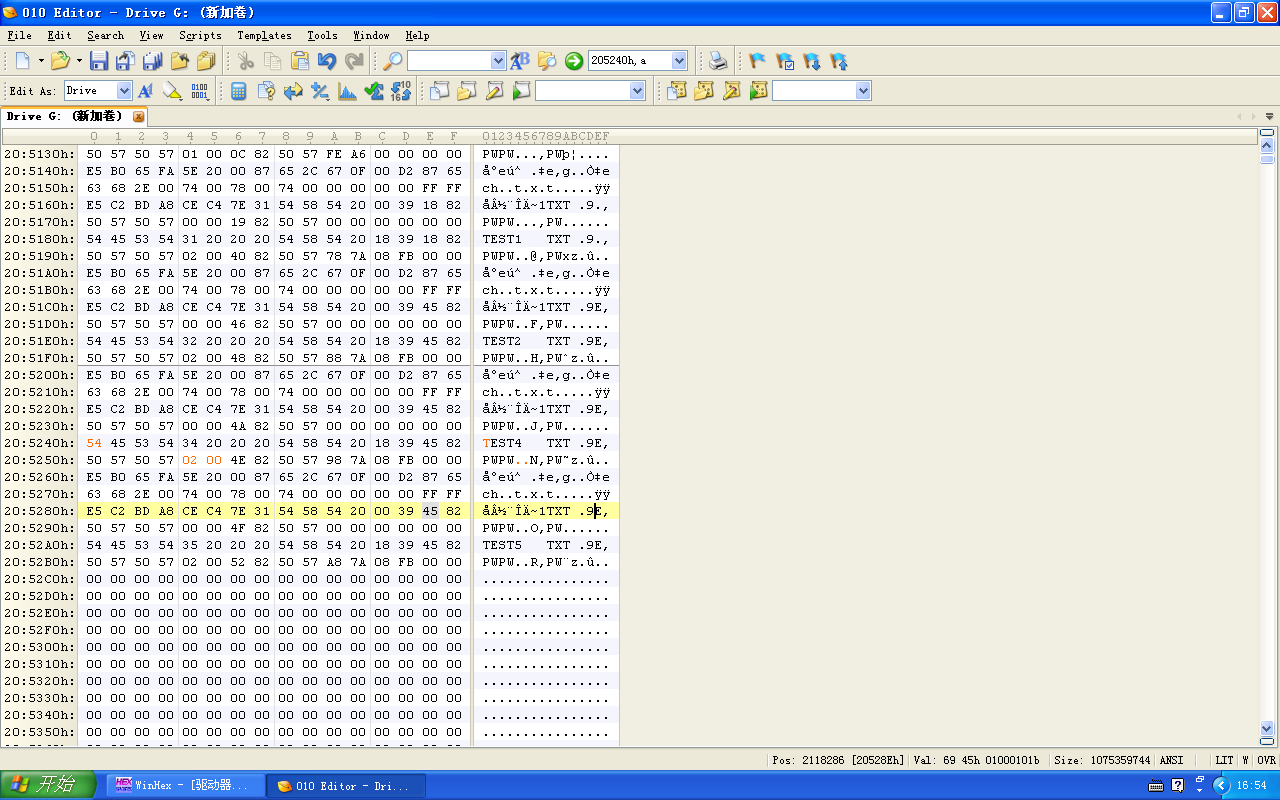 010 Editor - Drive G: (新加卷)
File Edit Search View Scripts Templates Tools Window Help
205240h,a
Edit As: Drive
Drive G: (新加卷)
0 1 2 3 4 5 6 7 8 9 A B C D E F 0123456789ABCDEF
20:5130h: 50 57 50 57 01 00 0C 82 50 57 FE A6 00 00 00 00 PWPW...‚PWþ¦....
20:5140h: E5 B0 65 FA 5E 20 00 87 65 2C 67 0F 00 D2 87 65 å°eú^ .‡e,g..Ò‡e
20:5150h: 63 68 2E 00 74 00 78 00 74 00 00 00 00 00 FF FF ch..t.x.t.....ÿÿ
20:5160h: E5 C2 BD A8 CE C4 7E 31 54 58 54 20 00 39 18 82 åÂ½¨ÎÄ~1TXT .9.‚
20:5170h: 50 57 50 57 00 00 19 82 50 57 00 00 00 00 00 00 PWPW...‚PW......
20:5180h: 54 45 53 54 31 20 20 20 54 58 54 20 18 39 18 82 TEST1   TXT .9.‚
20:5190h: 50 57 50 57 02 00 40 82 50 57 78 7A 08 FB 00 00 PWPW..@‚PWxz.û..
20:51A0h: E5 B0 65 FA 5E 20 00 87 65 2C 67 0F 00 D2 87 65 å°eú^ .‡e,g..Ò‡e
20:51B0h: 63 68 2E 00 74 00 78 00 74 00 00 00 00 00 FF FF ch..t.x.t.....ÿÿ
20:51C0h: E5 C2 BD A8 CE C4 7E 31 54 58 54 20 00 39 45 82 åÂ½¨ÎÄ~1TXT .9E‚
20:51D0h: 50 57 50 57 00 00 46 82 50 57 00 00 00 00 00 00 PWPW..F‚PW......
20:51E0h: 54 45 53 54 32 20 20 20 54 58 54 20 18 39 45 82 TEST2   TXT .9E‚
20:51F0h: 50 57 50 57 02 00 48 82 50 57 88 7A 08 FB 00 00 PWPW..H‚PWˆz.û..
20:5200h: E5 B0 65 FA 5E 20 00 87 65 2C 67 0F 00 D2 87 65 å°eú^ .‡e,g..Ò‡e
20:5210h: 63 68 2E 00 74 00 78 00 74 00 00 00 00 00 FF FF ch..t.x.t.....ÿÿ
20:5220h: E5 C2 BD A8 CE C4 7E 31 54 58 54 20 00 39 45 82 åÂ½¨ÎÄ~1TXT .9E‚
20:5230h: 50 57 50 57 00 00 4A 82 50 57 00 00 00 00 00 00 PWPW..J‚PW......
20:5240h: 54 45 53 54 34 20 20 20 54 58 54 20 18 39 45 82 TEST4   TXT .9E‚
20:5250h: 50 57 50 57 02 00 4E 82 50 57 98 7A 08 FB 00 00 PWPW..N‚PW˜z.û..
20:5260h: E5 B0 65 FA 5E 20 00 87 65 2C 67 0F 00 D2 87 65 å°eú^ .‡e,g..Ò‡e
20:5270h: 63 68 2E 00 74 00 78 00 74 00 00 00 00 00 FF FF ch..t.x.t.....ÿÿ
20:5280h: E5 C2 BD A8 CE C4 7E 31 54 58 54 20 00 39 45 82 åÂ½¨ÎÄ~1TXT .9E‚
20:5290h: 50 57 50 57 00 00 4F 82 50 57 00 00 00 00 00 00 PWPW..O‚PW......
20:52A0h: 54 45 53 54 35 20 20 20 54 58 54 20 18 39 45 82 TEST5   TXT .9E‚
20:52B0h: 50 57 50 57 02 00 52 82 50 57 A8 7A 08 FB 00 00 PWPW..R‚PW¨z.û..
20:52C0h: 00 00 00 00 00 00 00 00 00 00 00 00 00 00 00 00 ................
20:52D0h: 00 00 00 00 00 00 00 00 00 00 00 00 00 00 00 00 ................
20:52E0h: 00 00 00 00 00 00 00 00 00 00 00 00 00 00 00 00 ................
20:52F0h: 00 00 00 00 00 00 00 00 00 00 00 00 00 00 00 00 ................
20:5300h: 00 00 00 00 00 00 00 00 00 00 00 00 00 00 00 00 ................
20:5310h: 00 00 00 00 00 00 00 00 00 00 00 00 00 00 00 00 ................
20:5320h: 00 00 00 00 00 00 00 00 00 00 00 00 00 00 00 00 ................
20:5330h: 00 00 00 00 00 00 00 00 00 00 00 00 00 00 00 00 ................
20:5340h: 00 00 00 00 00 00 00 00 00 00 00 00 00 00 00 00 ................
20:5350h: 00 00 00 00 00 00 00 00 00 00 00 00 00 00 00 00 ................
Pos: 2118286 [20528Eh] Val: 69 45h 01000101b Size: 1075359744 ANSI LIT W OVR
开始 WinHex - [驱动器... 010 Editor - Dri... 16:54